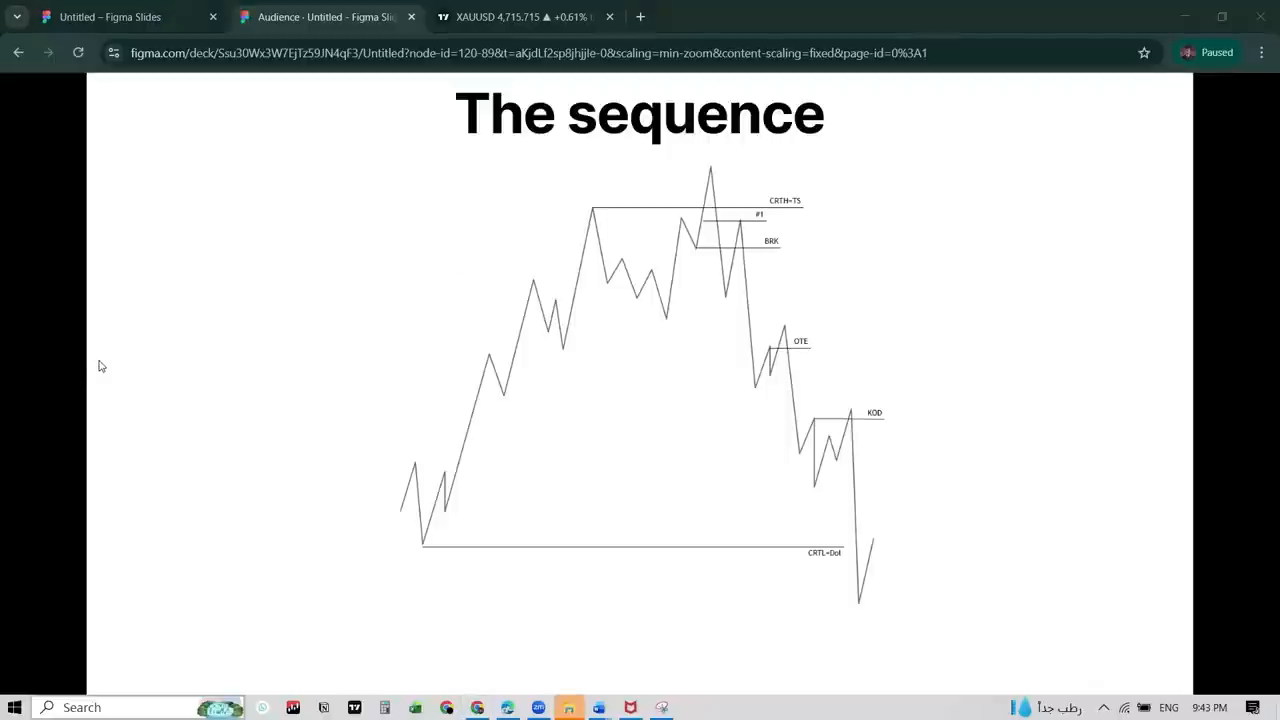 Untitled – Figma Slides
Audience · Untitled – Figma Sli
XAUUSD 4,715.715 ▲ +0.61%
figma.com/deck/Ssu30Wx3W7EjTz59JN4qF3/Untitled?node-id=120-89&t=aKjdLf2sp8jhjjIe-0&scaling=min-zoom&content-scaling=fixed&page-id=0%3A1
Paused
The sequence
CRTH=TS
#1
BRK
OTE
KOD
CRTL=Dol
Search
zm
رطب جداً
ENG
9:43 PM